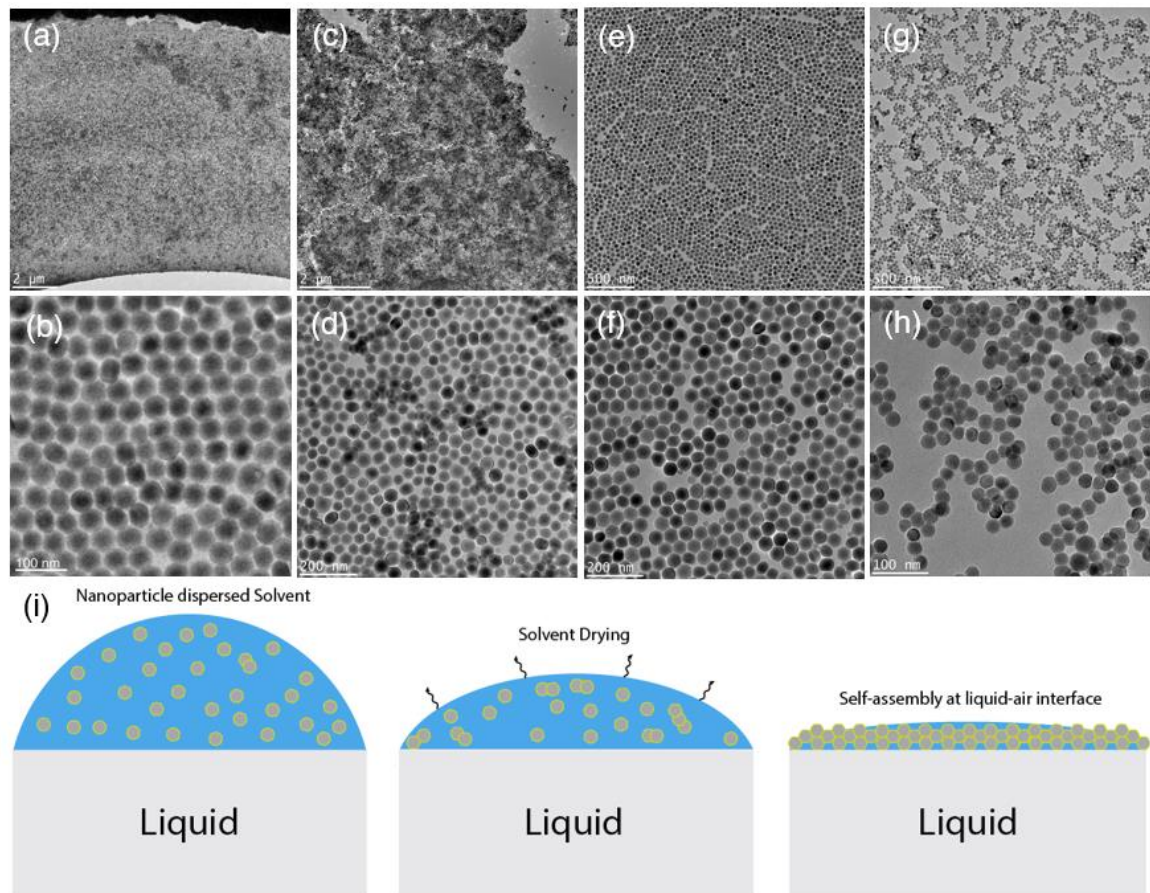 (a)
(c)
(e)
(g)
2 µm
2 µm
500 nm
500 nm
(b)
(d)
(f)
(h)
100 nm
200 nm
200 nm
100 nm
(i)
Nanoparticle dispersed Solvent
Solvent Drying
Self-assembly at liquid-air interface
Liquid
Liquid
Liquid